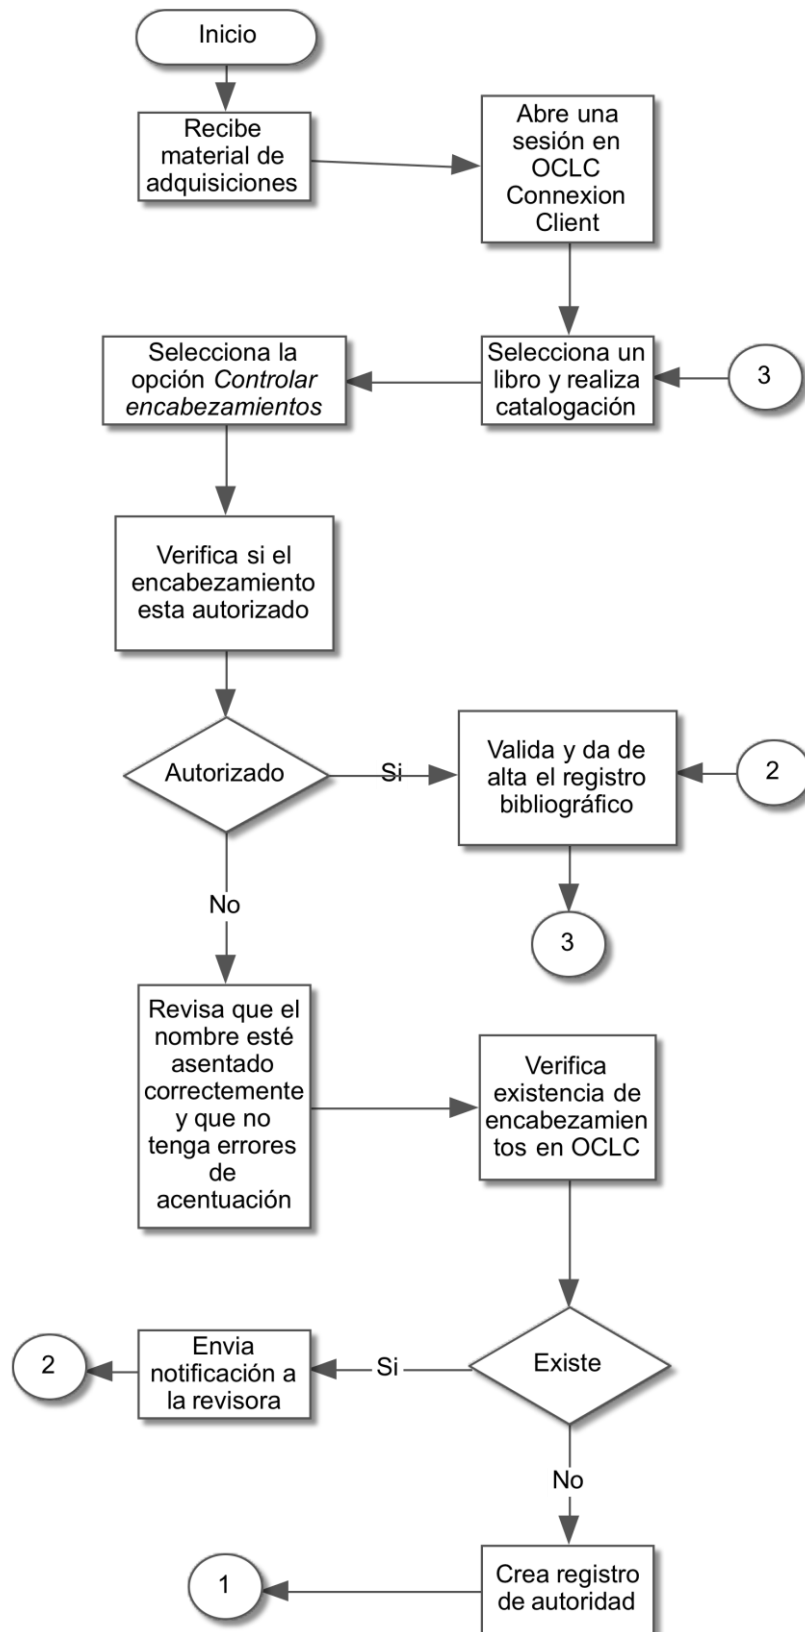 Inicio
Recibe
material de
adquisiciones
Abre una
sesión en
OCLC
Connexion
Client
Selecciona la
opción Controlar
encabezamientos
Selecciona un
libro y realiza
catalogación
3
Verifica si el
encabezamiento
esta autorizado
Autorizado
Si
Valida y da de
alta el registro
bibliográfico
2
No
3
Revisa que el
nombre esté
asentado
correctemente
y que no
tenga errores
de
acentuación
Verifica
existencia de
encabezamien
tos en OCLC
2
Envia
notificación a
la revisora
Si
Existe
No
1
Crea registro
de autoridad